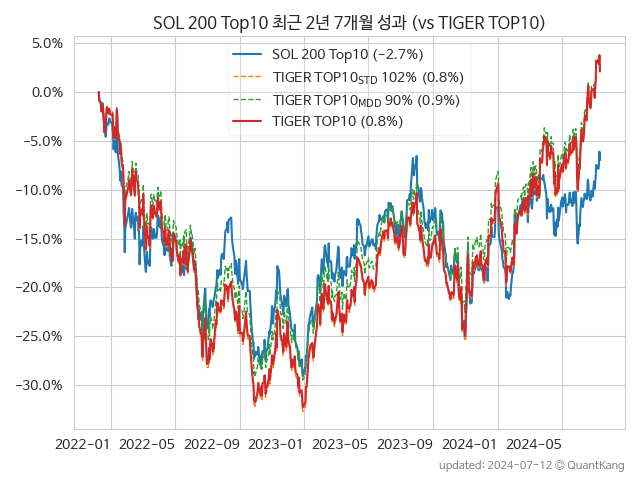 SOL 200 Top10 최근 2년 7개월 성과 (vs TIGER TOP10)
5.0%
0.0%
−5.0%
−10.0%
−15.0%
−20.0%
−25.0%
−30.0%
SOL 200 Top10 (−2.7%)
TIGER TOP10STD 102% (0.8%)
TIGER TOP10MDD 90% (0.9%)
TIGER TOP10 (0.8%)
2022−01 2022−05 2022−09 2023−01 2023−05 2023−09 2024−01 2024−05
updated: 2024-07-12 © QuantKang